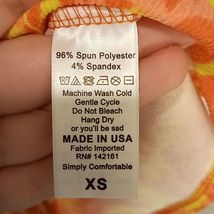 96% Spun Polyester
4% Spandex
Machine Wash Cold
Gentle Cycle
Do Not Bleach
Hang Dry
or you'll be sad
MADE IN USA
Fabric Imported
RN# 142161
Simply Comfortable
XS